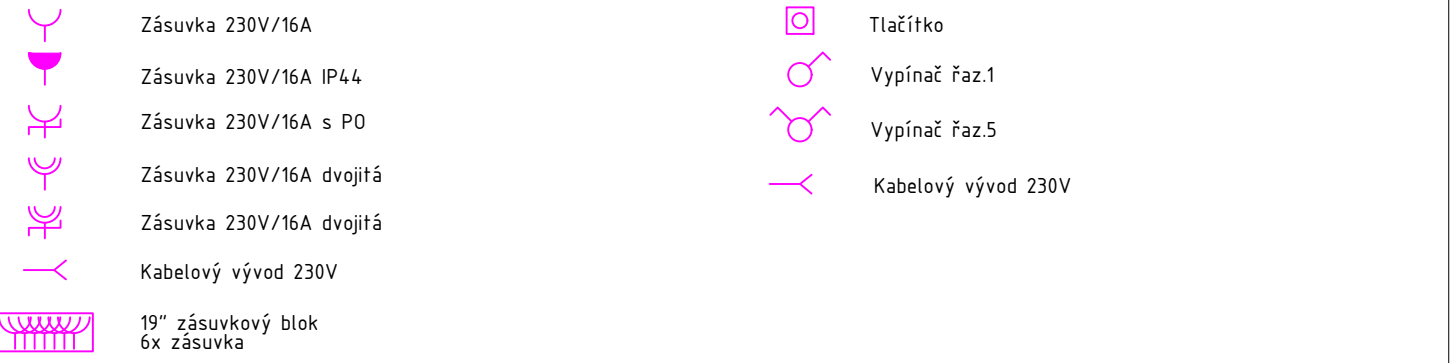 Zásuvka 230V/16A
Zásuvka 230V/16A IP44
Zásuvka 230V/16A s PO
Zásuvka 230V/16A dvojitá
Zásuvka 230V/16A dvojitá
Kabelový vývod 230V
19" zásuvkový blok
6x zásuvka
Tlačítko
Vypínač řaz.1
Vypínač řaz.5
Kabelový vývod 230V